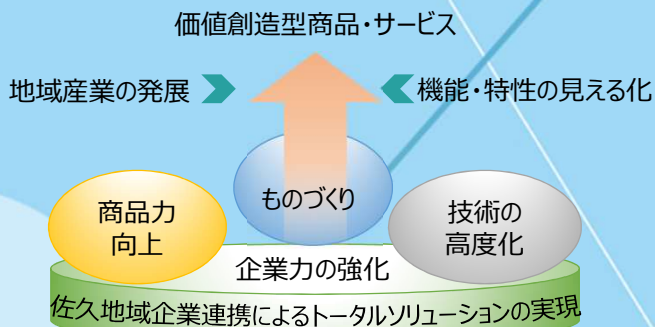 価値創造型商品・サービス
地域産業の発展
機能・特性の見える化
ものづくり
商品力
向上
技術の
高度化
企業力の強化
佐久地域企業連携によるトータルソリューションの実現